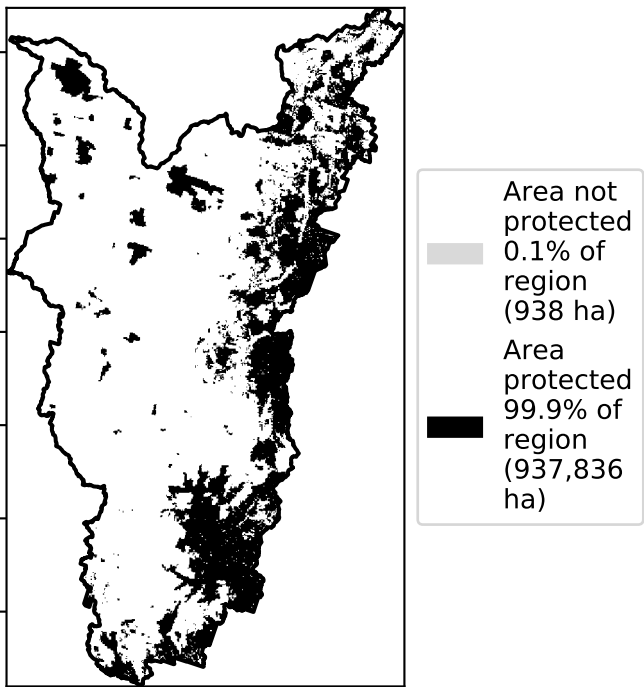 Area not
protected
0.1% of
region
(938 ha)
Area
protected
99.9% of
region
(937,836
ha)